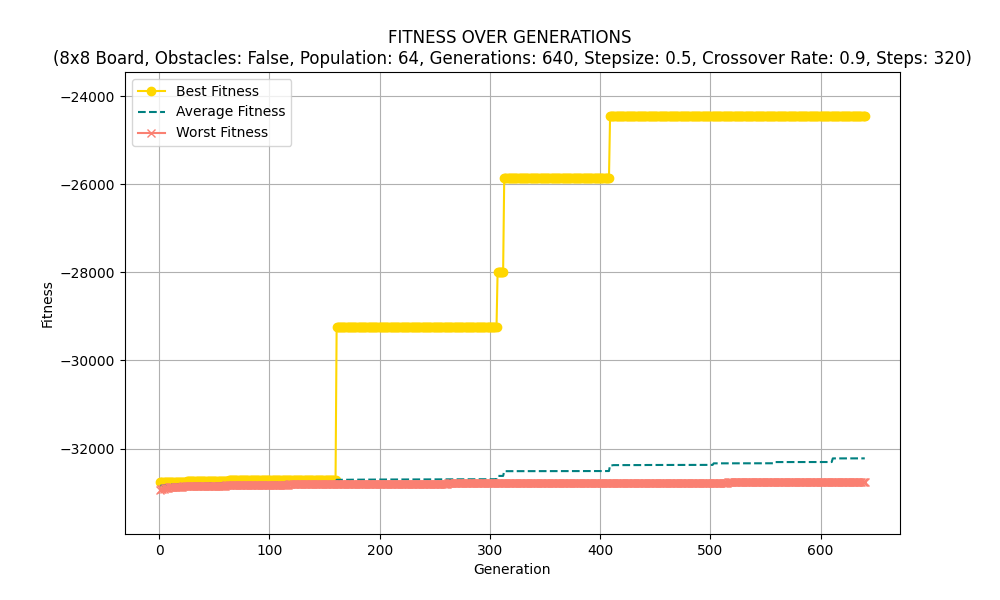 FITNESS OVER GENERATIONS
(8x8 Board, Obstacles: False, Population: 64, Generations: 640, Stepsize: 0.5, Crossover Rate: 0.9, Steps: 320)
Best Fitness
Average Fitness
Worst Fitness
−24000
−26000
−28000
−30000
−32000
Fitness
0 100 200 300 400 500 600
Generation